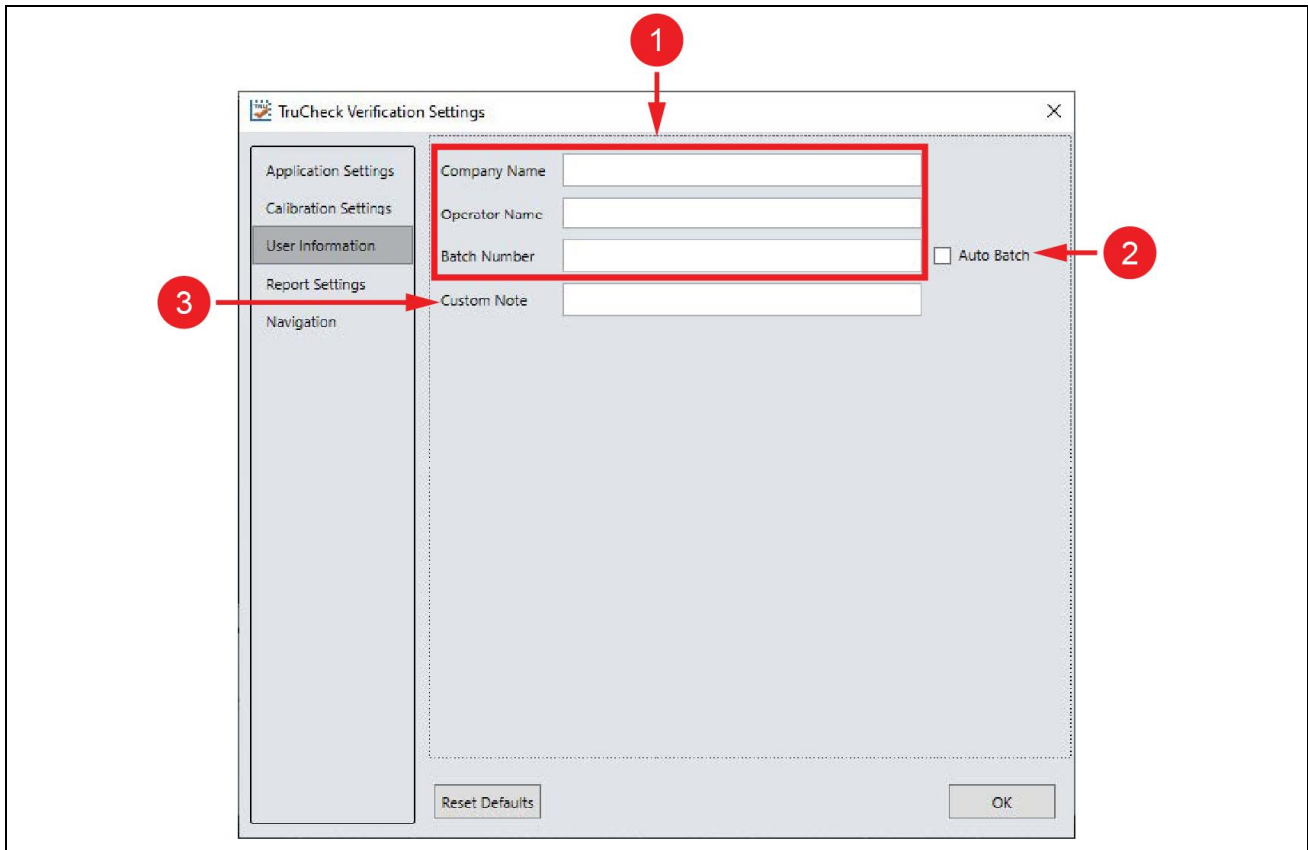 1
TruCheck Verification Settings
Application Settings
Calibration Settings
User Information
Report Settings
Navigation
Company Name
Operator Name
Batch Number
Auto Batch
2
3
Custom Note
Reset Defaults
OK